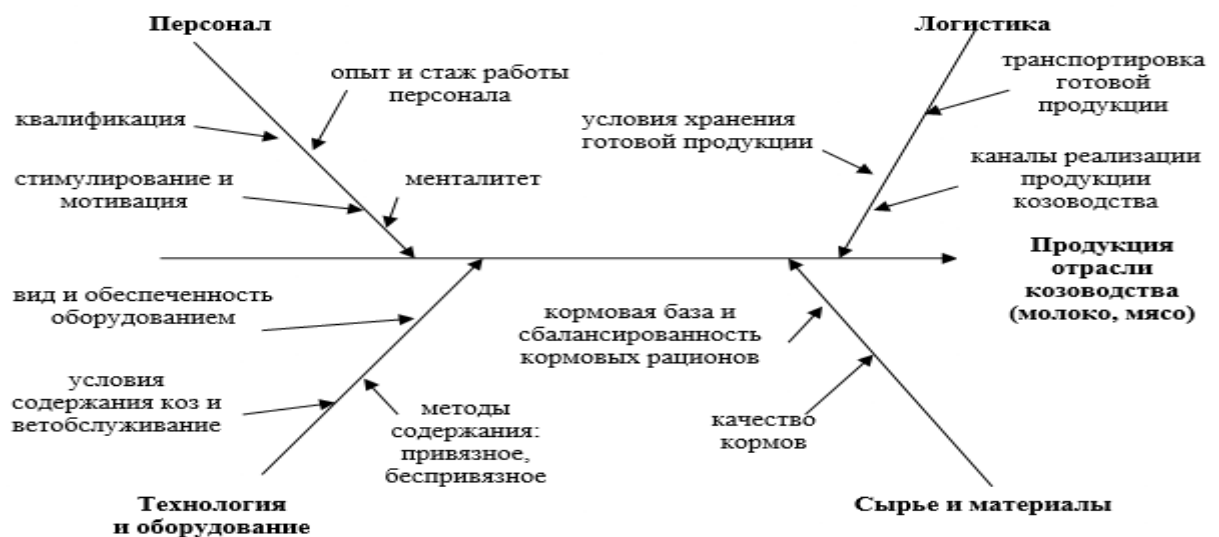 Персонал
Логистика
опыт и стаж работы
персонала
квалификация
стимулирование и
мотивация
менталитет
транспортировка
готовой
продукции
условия хранения
готовой продукции
каналы реализации
продукции
козоводства
Продукция
отрасли
козоводства
(молоко, мясо)
вид и обеспеченность
оборудованием
условия
содержания коз и
ветобслуживание
методы
содержания:
привязное,
беспривязное
кормовая база и
сбалансированность
кормовых рационов
качество
кормов
Технология
и оборудование
Сырье и материалы